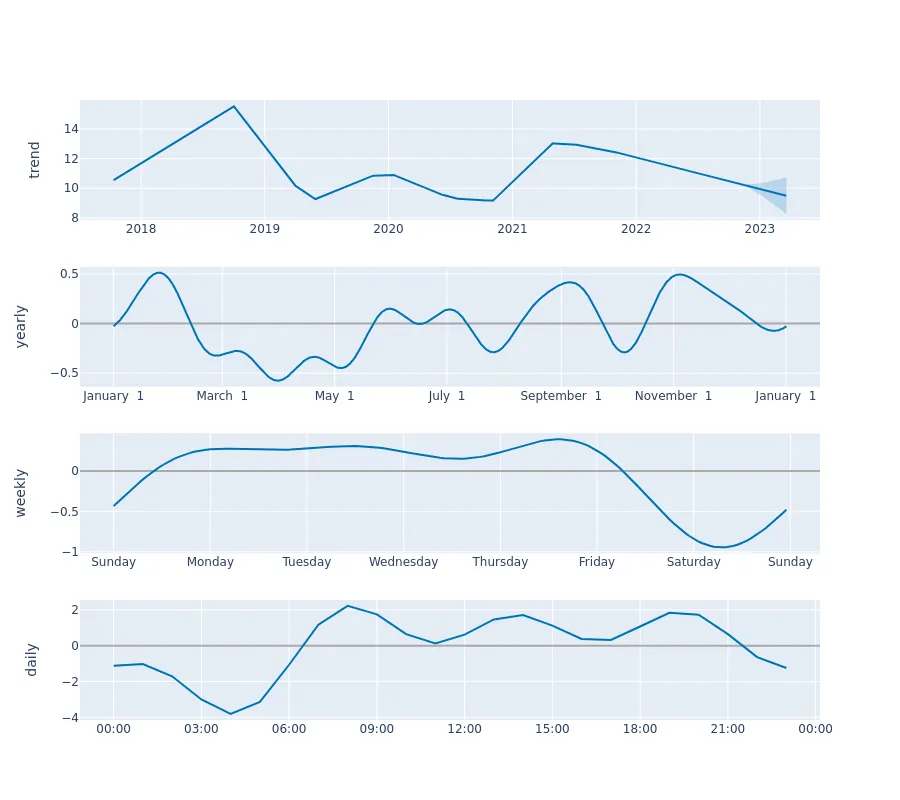 trend
14
12
10
8
2018 2019 2020 2021 2022 2023
yearly
0.5
0
−0.5
January 1 March 1 May 1 July 1 September 1 November 1 January 1
weekly
0
−0.5
−1
Sunday Monday Tuesday Wednesday Thursday Friday Saturday Sunday
daily
2
0
−2
−4
00:00 03:00 06:00 09:00 12:00 15:00 18:00 21:00 00:00